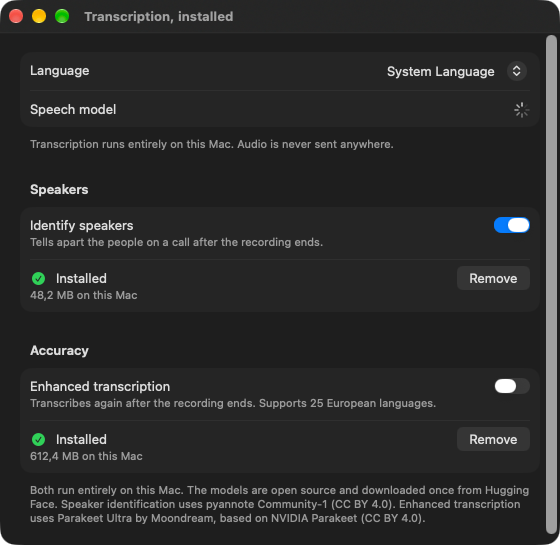 Transcription, installed
Language
System Language
Speech model
Transcription runs entirely on this Mac. Audio is never sent anywhere.
Speakers
Identify speakers
Tells apart the people on a call after the recording ends.
Installed
Remove
48,2 MB on this Mac
Accuracy
Enhanced transcription
Transcribes again after the recording ends. Supports 25 European languages.
Installed
Remove
612,4 MB on this Mac
Both run entirely on this Mac. The models are open source and downloaded once from Hugging
Face. Speaker identification uses pyannote Community-1 (CC BY 4.0). Enhanced transcription
uses Parakeet Ultra by Moondream, based on NVIDIA Parakeet (CC BY 4.0).